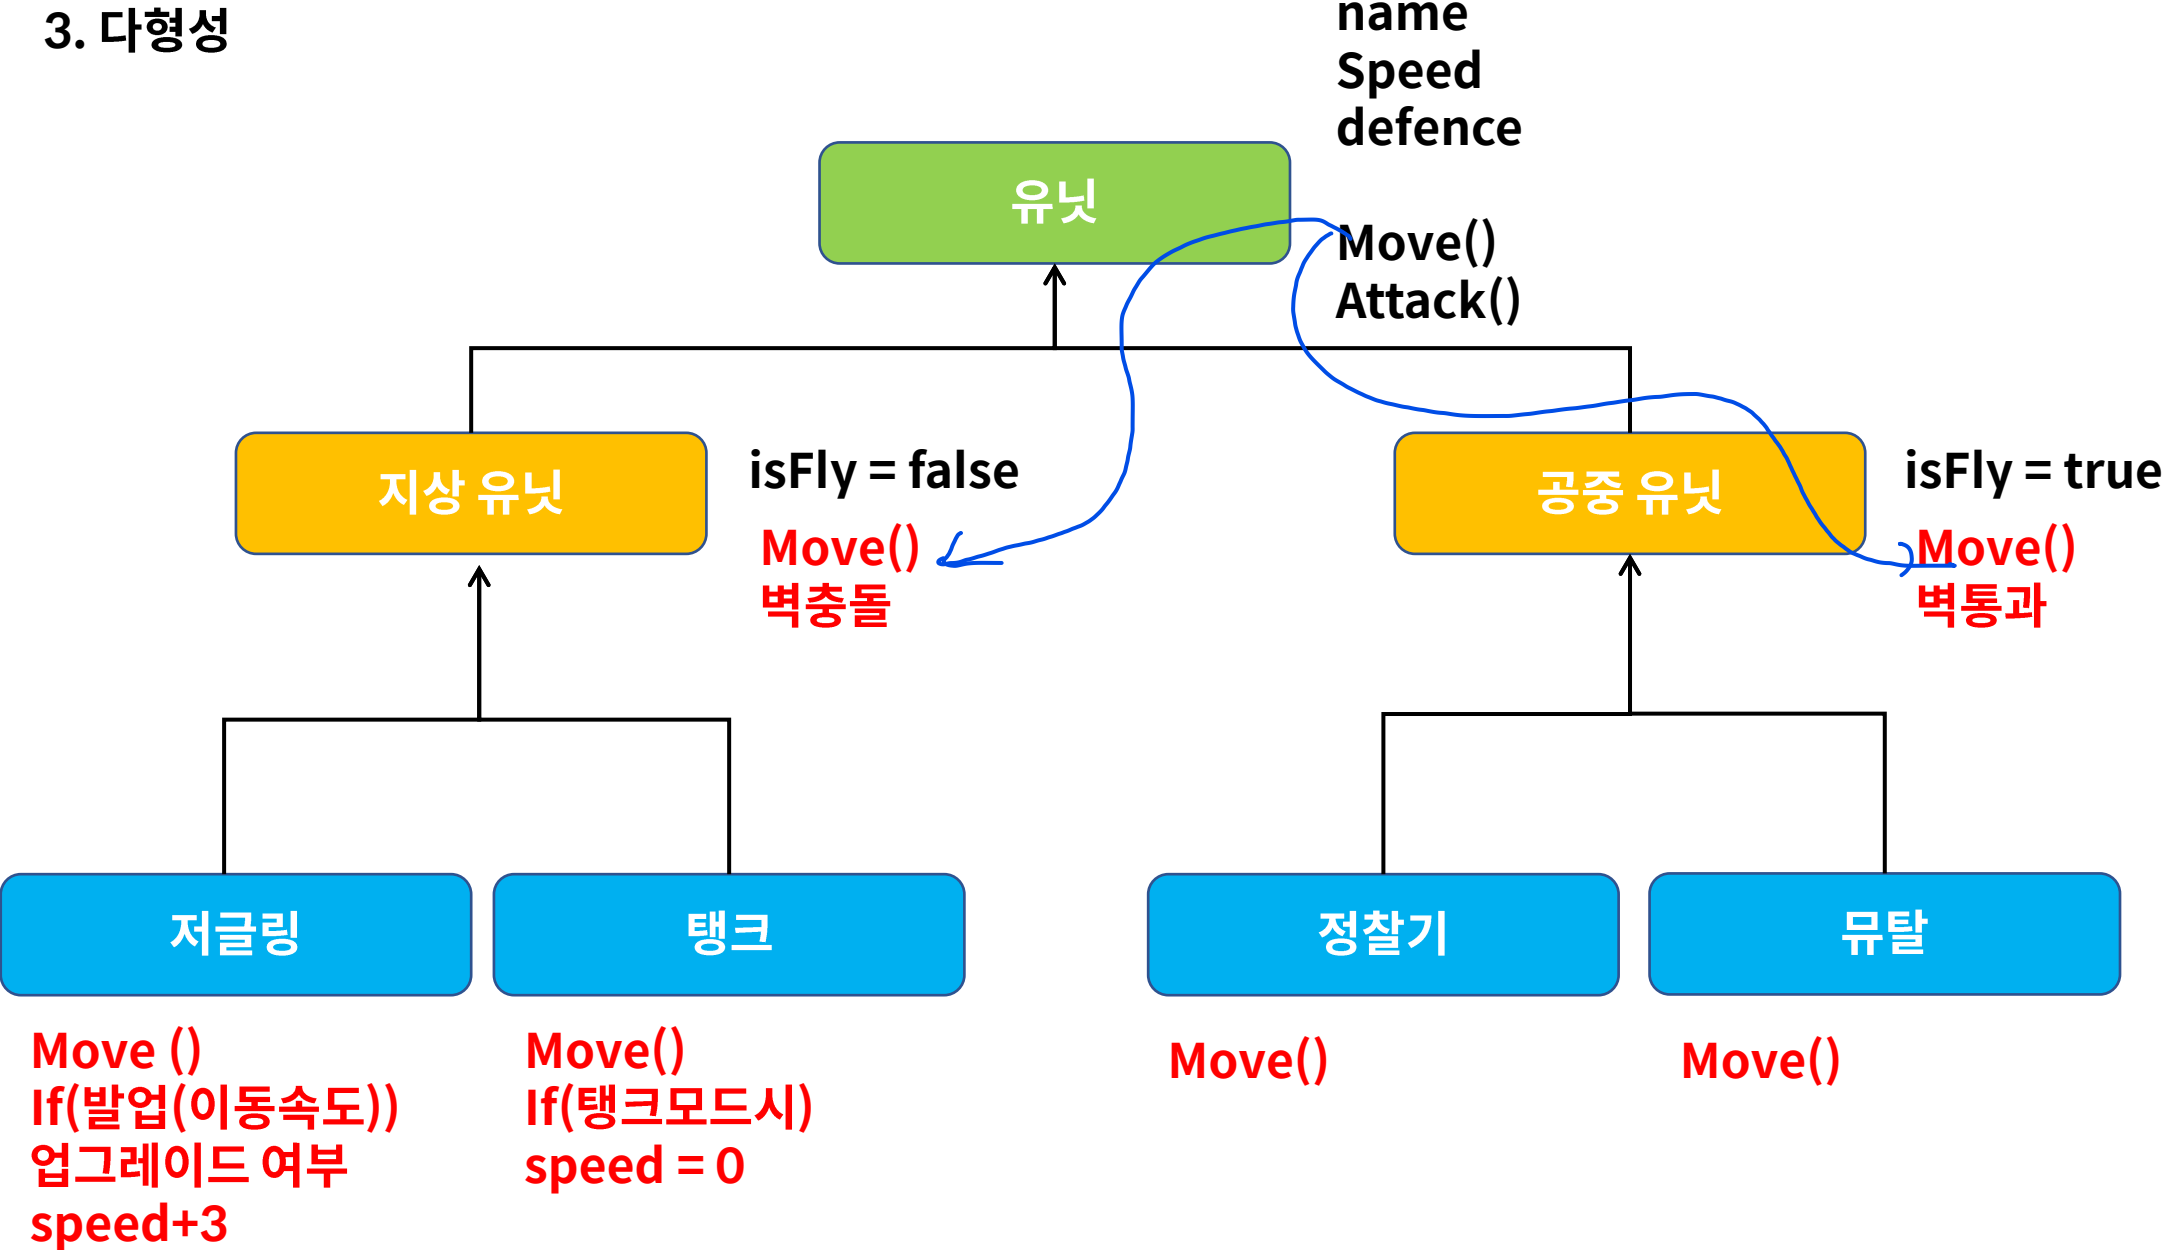 3. 다형성
name
Speed
defence
유닛
Move()
Attack()
지상 유닛
isFly = false
Move()
벽충돌
공중 유닛
isFly = true
Move()
벽통과
저글링
탱크
정찰기
뮤탈
Move ()
If(발업(이동속도))
업그레이드 여부
speed+3
Move()
If(탱크모드시)
speed = 0
Move()
Move()